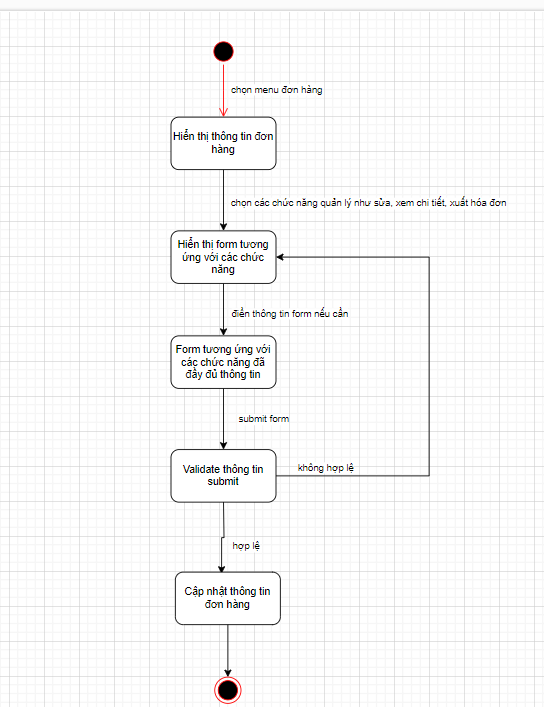 chọn menu đơn hàng
Hiển thị thông tin đơn
hàng
chọn các chức năng quản lý như sửa, xem chi tiết, xuất hóa đơn
Hiển thị form tương
ứng với các chức
năng
điền thông tin form nếu cần
Form tương ứng với
các chức năng đã
đầy đủ thông tin
submit form
Validate thông tin
submit
không hợp lệ
hợp lệ
Cập nhật thông tin
đơn hàng